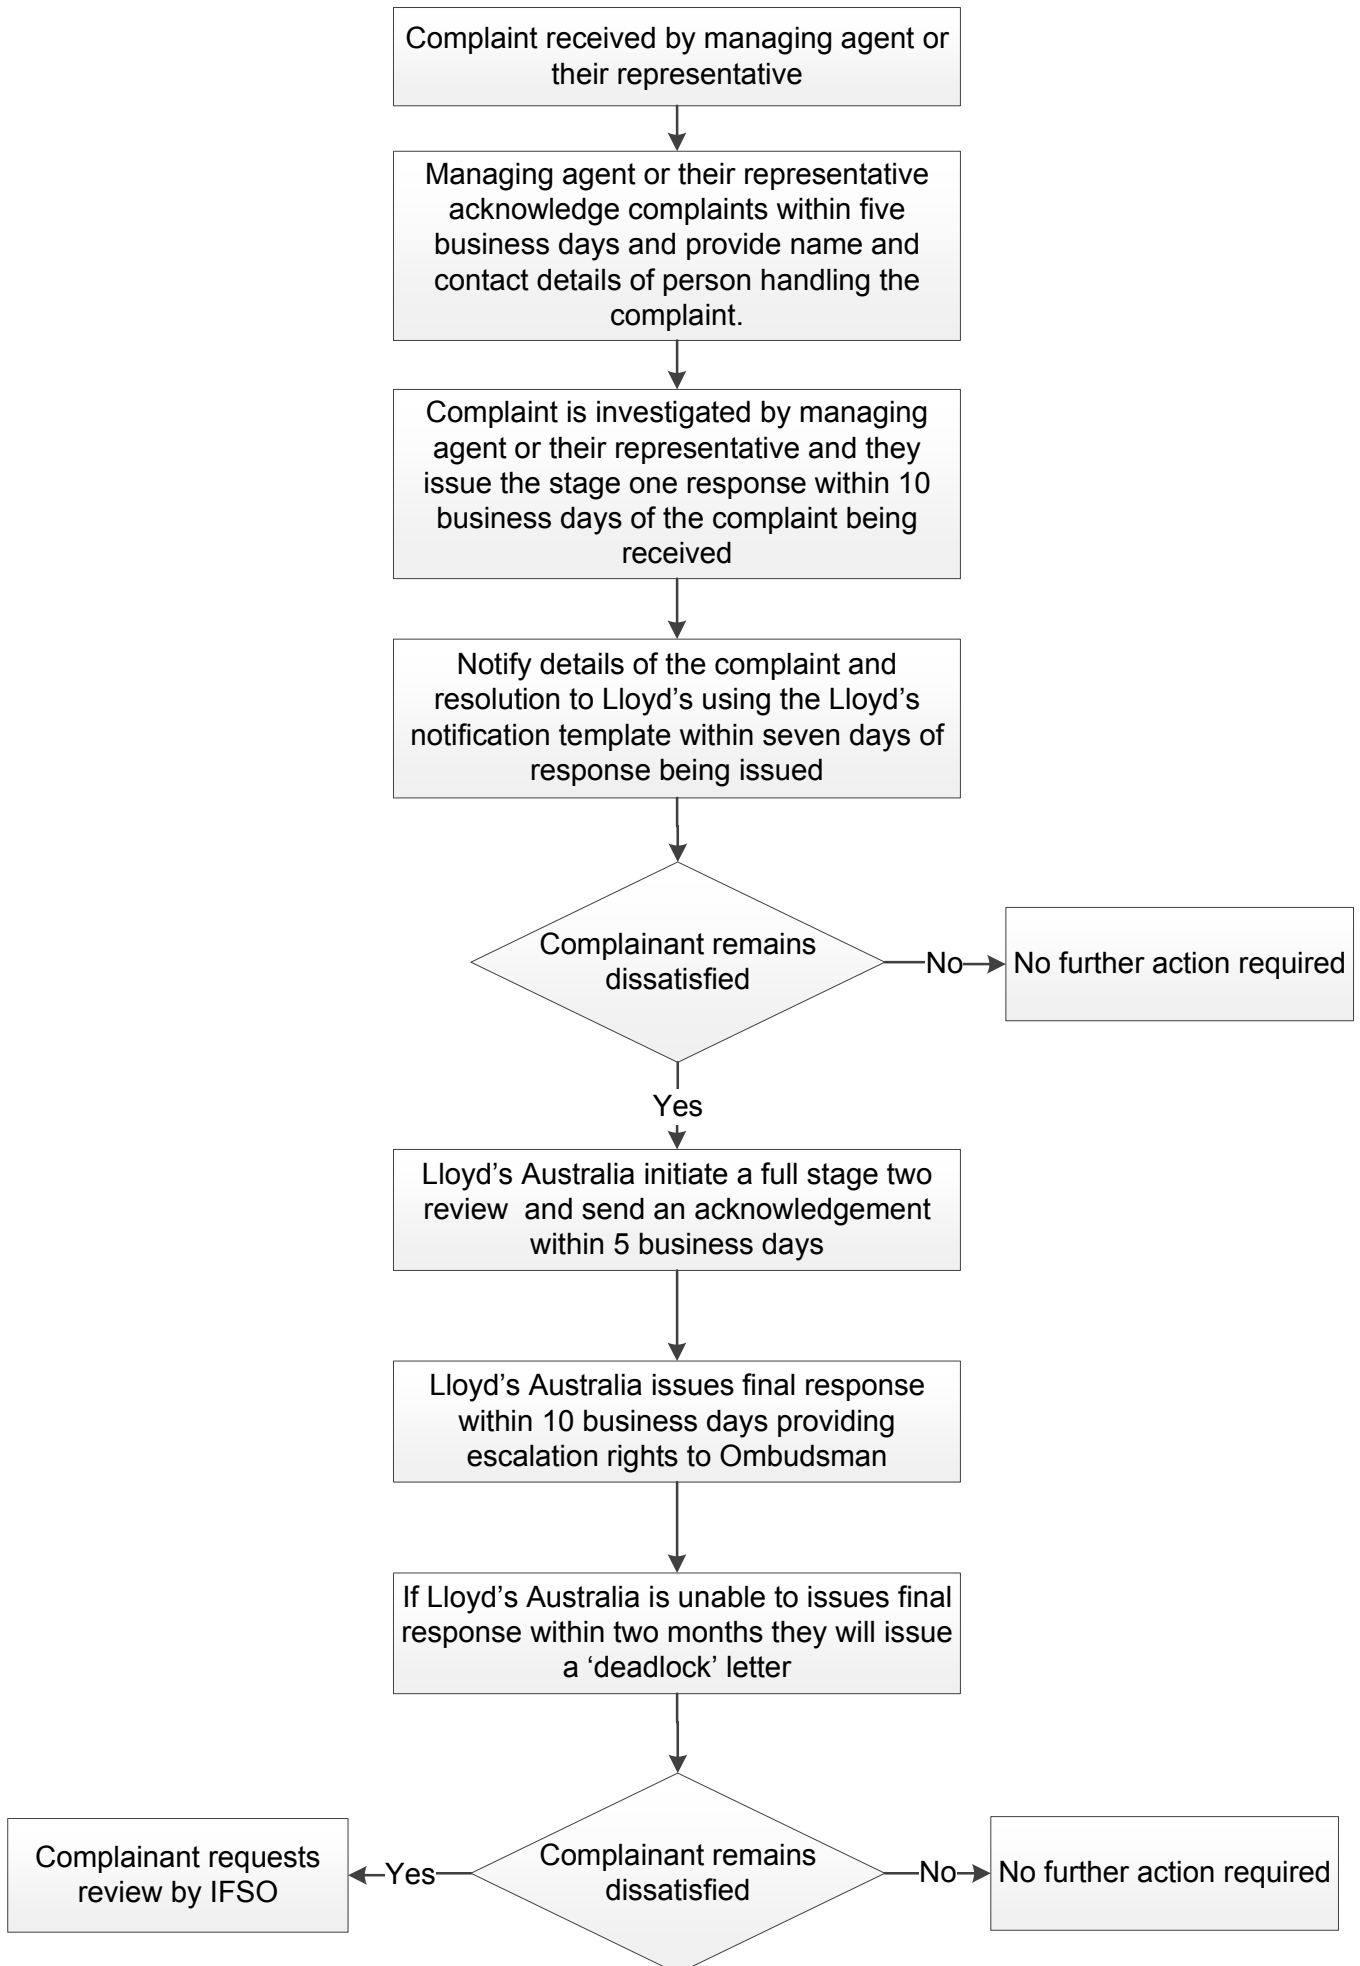 Complaint received by managing agent or
their representative
Managing agent or their representative
acknowledge complaints within five
business days and provide name and
contact details of person handling the
complaint.
Complaint is investigated by managing
agent or their representative and they
issue the stage one response within 10
business days of the complaint being
received
Notify details of the complaint and
resolution to Lloyd’s using the Lloyd’s
notification template within seven days of
response being issued
Complainant remains
dissatisfied
No
No further action required
Yes
Lloyd’s Australia initiate a full stage two
review and send an acknowledgement
within 5 business days
Lloyd’s Australia issues final response
within 10 business days providing
escalation rights to Ombudsman
If Lloyd’s Australia is unable to issues final
response within two months they will issue
a ‘deadlock’ letter
Complainant requests
review by IFSO
Yes
Complainant remains
dissatisfied
No
No further action required